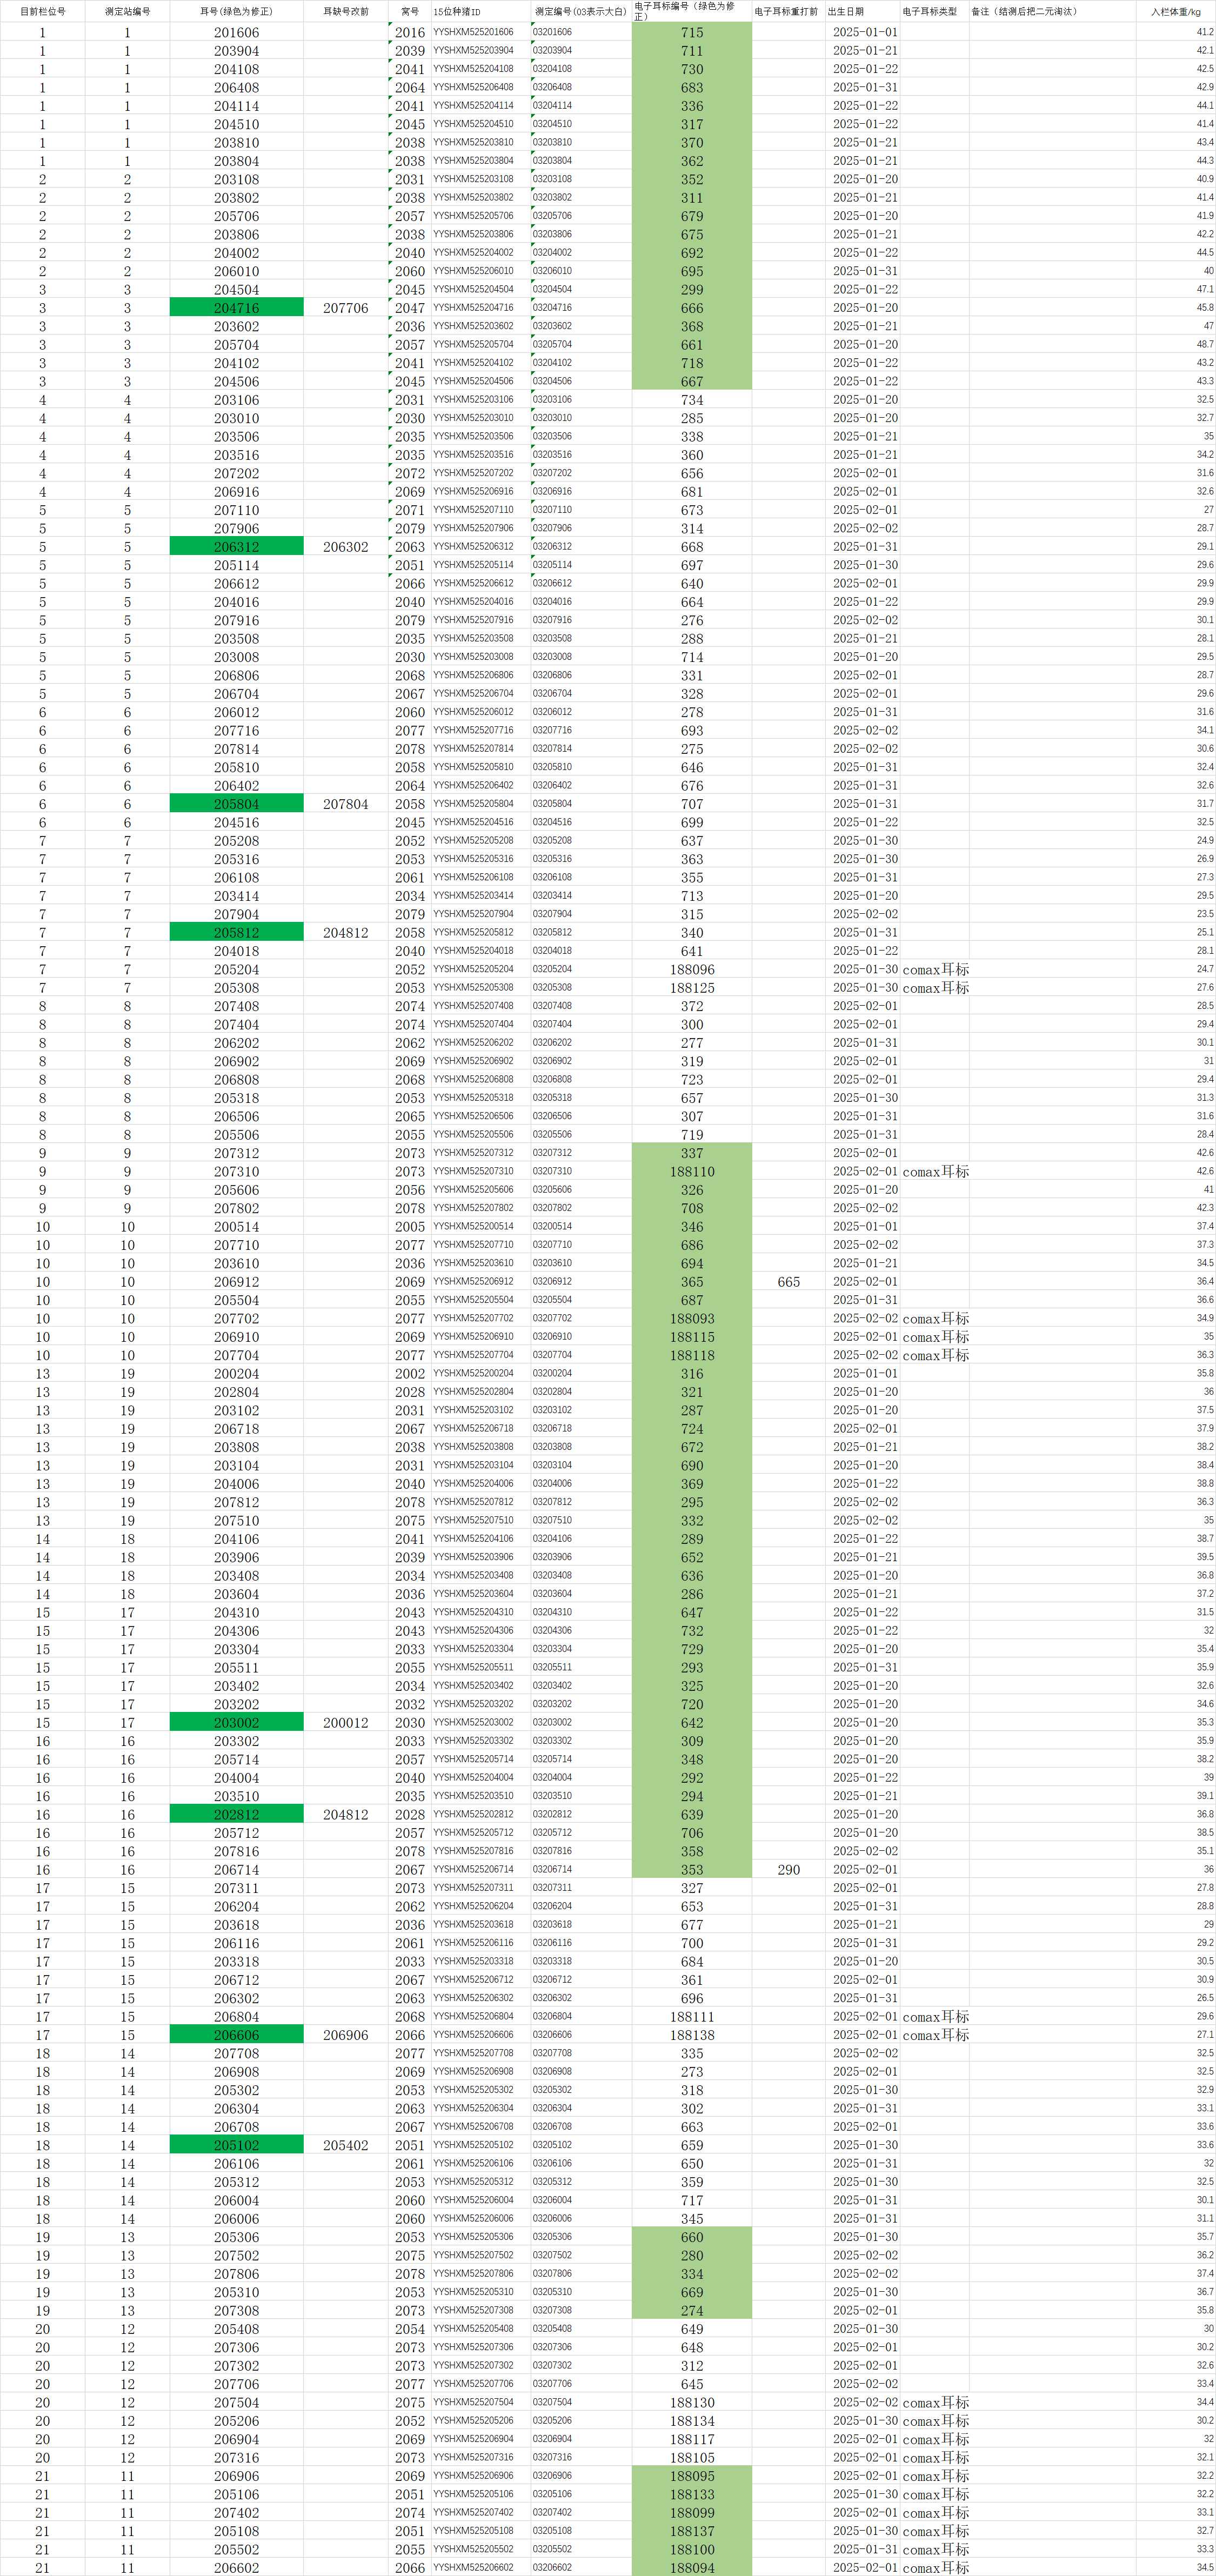 目前栏位号 测定站编号 耳号(绿色为修正) 耳缺号改前 窝号 15位种猪ID 测定编号(03表示大白) 电子耳标编号（绿色为修正） 电子耳标重打前 出生日期 电子耳标类型 备注（结测后把二元淘汰） 入栏体重/kg
1 1 201606 2016 YYSHXM525201606 03201606 715 2025-01-01 41.2
1 1 203904 2039 YYSHXM525203904 03203904 711 2025-01-21 42.1
1 1 204108 2041 YYSHXM525204108 03204108 730 2025-01-22 42.5
1 1 206408 2064 YYSHXM525206408 03206408 683 2025-01-31 42.9
1 1 204114 2041 YYSHXM525204114 03204114 336 2025-01-22 44.1
1 1 204510 2045 YYSHXM525204510 03204510 317 2025-01-22 41.4
1 1 203810 2038 YYSHXM525203810 03203810 370 2025-01-21 43.4
1 1 203804 2038 YYSHXM525203804 03203804 362 2025-01-21 44.3
2 2 203108 2031 YYSHXM525203108 03203108 352 2025-01-20 40.9
2 2 203802 2038 YYSHXM525203802 03203802 311 2025-01-21 41.4
2 2 205706 2057 YYSHXM525205706 03205706 679 2025-01-20 41.9
2 2 203806 2038 YYSHXM525203806 03203806 675 2025-01-21 42.2
2 2 204002 2040 YYSHXM525204002 03204002 692 2025-01-22 44.5
2 2 206010 2060 YYSHXM525206010 03206010 695 2025-01-31 40
3 3 204504 2045 YYSHXM525204504 03204504 299 2025-01-22 47.1
3 3 204716 207706 2047 YYSHXM525204716 03204716 666 2025-01-20 45.8
3 3 203602 2036 YYSHXM525203602 03203602 368 2025-01-21 47
3 3 205704 2057 YYSHXM525205704 03205704 661 2025-01-20 48.7
3 3 204102 2041 YYSHXM525204102 03204102 718 2025-01-22 43.2
3 3 204506 2045 YYSHXM525204506 03204506 667 2025-01-22 43.3
4 4 203106 2031 YYSHXM525203106 03203106 734 2025-01-20 32.5
4 4 203010 2030 YYSHXM525203010 03203010 285 2025-01-20 32.7
4 4 203506 2035 YYSHXM525203506 03203506 338 2025-01-21 35
4 4 203516 2035 YYSHXM525203516 03203516 360 2025-01-21 34.2
4 4 207202 2072 YYSHXM525207202 03207202 656 2025-02-01 31.6
4 4 206916 2069 YYSHXM525206916 03206916 681 2025-02-01 32.6
5 5 207110 2071 YYSHXM525207110 03207110 673 2025-02-01 27
5 5 207906 2079 YYSHXM525207906 03207906 314 2025-02-02 28.7
5 5 206312 206302 2063 YYSHXM525206312 03206312 668 2025-01-31 29.1
5 5 205114 2051 YYSHXM525205114 03205114 697 2025-01-30 29.6
5 5 206612 2066 YYSHXM525206612 03206612 640 2025-02-01 29.9
5 5 204016 2040 YYSHXM525204016 03204016 664 2025-01-22 29.9
5 5 207916 2079 YYSHXM525207916 03207916 276 2025-02-02 30.1
5 5 203508 2035 YYSHXM525203508 03203508 288 2025-01-21 28.1
5 5 203008 2030 YYSHXM525203008 03203008 714 2025-01-20 29.5
5 5 206806 2068 YYSHXM525206806 03206806 331 2025-02-01 28.7
5 5 206704 2067 YYSHXM525206704 03206704 328 2025-02-01 29.6
6 6 206012 2060 YYSHXM525206012 03206012 278 2025-01-31 31.6
6 6 207716 2077 YYSHXM525207716 03207716 693 2025-02-02 34.1
6 6 207814 2078 YYSHXM525207814 03207814 275 2025-02-02 30.6
6 6 205810 2058 YYSHXM525205810 03205810 646 2025-01-31 32.4
6 6 206402 2064 YYSHXM525206402 03206402 676 2025-01-31 32.6
6 6 205804 207804 2058 YYSHXM525205804 03205804 707 2025-01-31 31.7
6 6 204516 2045 YYSHXM525204516 03204516 699 2025-01-22 32.5
7 7 205208 2052 YYSHXM525205208 03205208 637 2025-01-30 24.9
7 7 205316 2053 YYSHXM525205316 03205316 363 2025-01-30 26.9
7 7 206108 2061 YYSHXM525206108 03206108 355 2025-01-31 27.3
7 7 203414 2034 YYSHXM525203414 03203414 713 2025-01-20 29.5
7 7 207904 2079 YYSHXM525207904 03207904 315 2025-02-02 23.5
7 7 205812 204812 2058 YYSHXM525205812 03205812 340 2025-01-31 25.1
7 7 204018 2040 YYSHXM525204018 03204018 641 2025-01-22 28.1
7 7 205204 2052 YYSHXM525205204 03205204 188096 2025-01-30 comax耳标 24.7
7 7 205308 2053 YYSHXM525205308 03205308 188125 2025-01-30 comax耳标 27.6
8 8 207408 2074 YYSHXM525207408 03207408 372 2025-02-01 28.5
8 8 207404 2074 YYSHXM525207404 03207404 300 2025-02-01 29.4
8 8 206202 2062 YYSHXM525206202 03206202 277 2025-01-31 30.1
8 8 206902 2069 YYSHXM525206902 03206902 319 2025-02-01 31
8 8 206808 2068 YYSHXM525206808 03206808 723 2025-02-01 29.4
8 8 205318 2053 YYSHXM525205318 03205318 657 2025-01-30 31.3
8 8 206506 2065 YYSHXM525206506 03206506 307 2025-01-31 31.6
8 8 205506 2055 YYSHXM525205506 03205506 719 2025-01-31 28.4
9 9 207312 2073 YYSHXM525207312 03207312 337 2025-02-01 42.6
9 9 207310 2073 YYSHXM525207310 03207310 188110 2025-02-01 comax耳标 42.6
9 9 205606 2056 YYSHXM525205606 03205606 326 2025-01-20 41
9 9 207802 2078 YYSHXM525207802 03207802 708 2025-02-02 42.3
10 10 200514 2005 YYSHXM525200514 03200514 346 2025-01-01 37.4
10 10 207710 2077 YYSHXM525207710 03207710 686 2025-02-02 37.3
10 10 203610 2036 YYSHXM525203610 03203610 694 2025-01-21 34.5
10 10 206912 2069 YYSHXM525206912 03206912 365 665 2025-02-01 36.4
10 10 205504 2055 YYSHXM525205504 03205504 687 2025-01-31 36.6
10 10 207702 2077 YYSHXM525207702 03207702 188093 2025-02-02 comax耳标 34.9
10 10 206910 2069 YYSHXM525206910 03206910 188115 2025-02-01 comax耳标 35
10 10 207704 2077 YYSHXM525207704 03207704 188118 2025-02-02 comax耳标 36.3
13 19 200204 2002 YYSHXM525200204 03200204 316 2025-01-01 35.8
13 19 202804 2028 YYSHXM525202804 03202804 321 2025-01-20 36
13 19 203102 2031 YYSHXM525203102 03203102 287 2025-01-20 37.5
13 19 206718 2067 YYSHXM525206718 03206718 724 2025-02-01 37.9
13 19 203808 2038 YYSHXM525203808 03203808 672 2025-01-21 38.2
13 19 203104 2031 YYSHXM525203104 03203104 690 2025-01-20 38.4
13 19 204006 2040 YYSHXM525204006 03204006 369 2025-01-22 38.8
13 19 207812 2078 YYSHXM525207812 03207812 295 2025-02-02 36.3
13 19 207510 2075 YYSHXM525207510 03207510 332 2025-02-02 35
14 18 204106 2041 YYSHXM525204106 03204106 289 2025-01-22 38.7
14 18 203906 2039 YYSHXM525203906 03203906 652 2025-01-21 39.5
14 18 203408 2034 YYSHXM525203408 03203408 636 2025-01-20 36.8
14 18 203604 2036 YYSHXM525203604 03203604 286 2025-01-21 37.2
15 17 204310 2043 YYSHXM525204310 03204310 647 2025-01-22 31.5
15 17 204306 2043 YYSHXM525204306 03204306 732 2025-01-22 32
15 17 203304 2033 YYSHXM525203304 03203304 729 2025-01-20 35.4
15 17 205511 2055 YYSHXM525205511 03205511 293 2025-01-31 35.9
15 17 203402 2034 YYSHXM525203402 03203402 325 2025-01-20 32.6
15 17 203202 2032 YYSHXM525203202 03203202 720 2025-01-20 34.6
15 17 203002 200012 2030 YYSHXM525203002 03203002 642 2025-01-20 35.3
16 16 203302 2033 YYSHXM525203302 03203302 309 2025-01-20 35.9
16 16 205714 2057 YYSHXM525205714 03205714 348 2025-01-20 38.2
16 16 204004 2040 YYSHXM525204004 03204004 292 2025-01-22 39
16 16 203510 2035 YYSHXM525203510 03203510 294 2025-01-21 39.1
16 16 202812 204812 2028 YYSHXM525202812 03202812 639 2025-01-20 36.8
16 16 205712 2057 YYSHXM525205712 03205712 706 2025-01-20 38.5
16 16 207816 2078 YYSHXM525207816 03207816 358 2025-02-02 35.1
16 16 206714 2067 YYSHXM525206714 03206714 353 290 2025-02-01 36
17 15 207311 2073 YYSHXM525207311 03207311 327 2025-02-01 27.8
17 15 206204 2062 YYSHXM525206204 03206204 653 2025-01-31 28.8
17 15 203618 2036 YYSHXM525203618 03203618 677 2025-01-21 29
17 15 206116 2061 YYSHXM525206116 03206116 700 2025-01-31 29.2
17 15 203318 2033 YYSHXM525203318 03203318 684 2025-01-20 30.5
17 15 206712 2067 YYSHXM525206712 03206712 361 2025-02-01 30.9
17 15 206302 2063 YYSHXM525206302 03206302 696 2025-01-31 26.5
17 15 206804 2068 YYSHXM525206804 03206804 188111 2025-02-01 comax耳标 29.6
17 15 206606 206906 2066 YYSHXM525206606 03206606 188138 2025-02-01 comax耳标 27.1
18 14 207708 2077 YYSHXM525207708 03207708 335 2025-02-02 32.5
18 14 206908 2069 YYSHXM525206908 03206908 273 2025-02-01 32.5
18 14 205302 2053 YYSHXM525205302 03205302 318 2025-01-30 32.9
18 14 206304 2063 YYSHXM525206304 03206304 302 2025-01-31 33.1
18 14 206708 2067 YYSHXM525206708 03206708 663 2025-02-01 33.6
18 14 205102 205402 2051 YYSHXM525205102 03205102 659 2025-01-30 33.6
18 14 206106 2061 YYSHXM525206106 03206106 650 2025-01-31 32
18 14 205312 2053 YYSHXM525205312 03205312 359 2025-01-30 32.5
18 14 206004 2060 YYSHXM525206004 03206004 717 2025-01-31 30.1
18 14 206006 2060 YYSHXM525206006 03206006 345 2025-01-31 31.1
19 13 205306 2053 YYSHXM525205306 03205306 660 2025-01-30 35.7
19 13 207502 2075 YYSHXM525207502 03207502 280 2025-02-02 36.2
19 13 207806 2078 YYSHXM525207806 03207806 334 2025-02-02 37.4
19 13 205310 2053 YYSHXM525205310 03205310 669 2025-01-30 36.7
19 13 207308 2073 YYSHXM525207308 03207308 274 2025-02-01 35.8
20 12 205408 2054 YYSHXM525205408 03205408 649 2025-01-30 30
20 12 207306 2073 YYSHXM525207306 03207306 648 2025-02-01 30.2
20 12 207302 2073 YYSHXM525207302 03207302 312 2025-02-01 32.6
20 12 207706 2077 YYSHXM525207706 03207706 645 2025-02-02 33.4
20 12 207504 2075 YYSHXM525207504 03207504 188130 2025-02-02 comax耳标 34.4
20 12 205206 2052 YYSHXM525205206 03205206 188134 2025-01-30 comax耳标 30.2
20 12 206904 2069 YYSHXM525206904 03206904 188117 2025-02-01 comax耳标 32
20 12 207316 2073 YYSHXM525207316 03207316 188105 2025-02-01 comax耳标 32.1
21 11 206906 2069 YYSHXM525206906 03206906 188095 2025-02-01 comax耳标 32.2
21 11 205106 2051 YYSHXM525205106 03205106 188133 2025-01-30 comax耳标 32.2
21 11 207402 2074 YYSHXM525207402 03207402 188099 2025-02-01 comax耳标 33.1
21 11 205108 2051 YYSHXM525205108 03205108 188137 2025-01-30 comax耳标 32.7
21 11 205502 2055 YYSHXM525205502 03205502 188100 2025-01-31 comax耳标 33.3
21 11 206602 2066 YYSHXM525206602 03206602 188094 2025-02-01 comax耳标 34.5